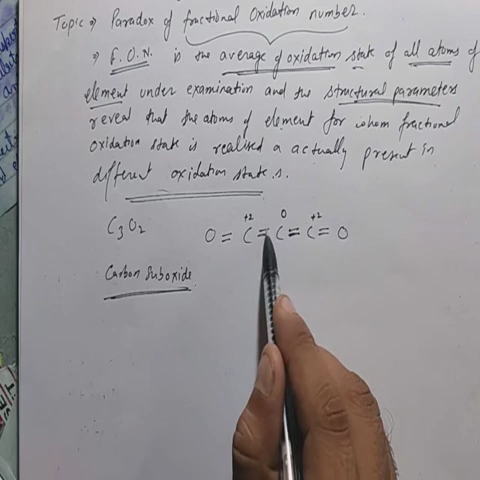 Topic ⇒ Paradox of fractional Oxidation number.
⇒ F.O.N. is the average of oxidation state of all atoms of
element under examination and the structural parameters
reveal that the atoms of element for whom fractional
oxidation state is realised a actually present in
different oxidation state.s.
+2 0 +2
C3O2 O = C = C = C = O
Carbon Suboxide